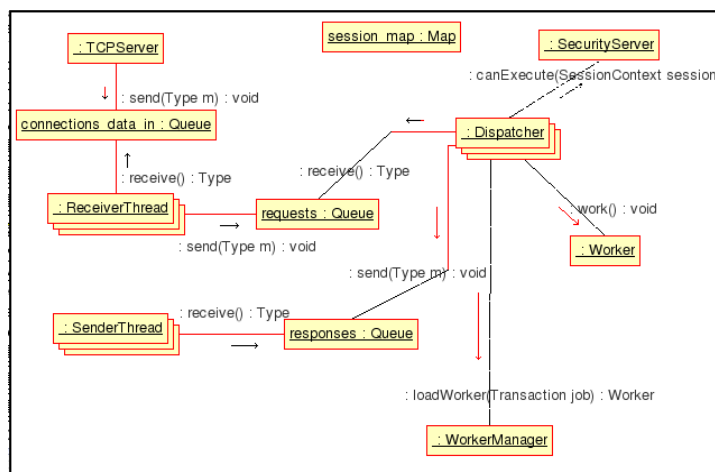 : TCPServer
session_map : Map
: SecurityServer
: canExecute(SessionContext session
: send(Type m) : void
connections_data_in : Queue
: Dispatcher
: receive() : Type
: receive() : Type
: ReceiverThread
requests : Queue
: work() : void
: send(Type m) : void
: Worker
: send(Type m) : void
: receive() : Type
: SenderThread
responses : Queue
: loadWorker(Transaction job) : Worker
: WorkerManager